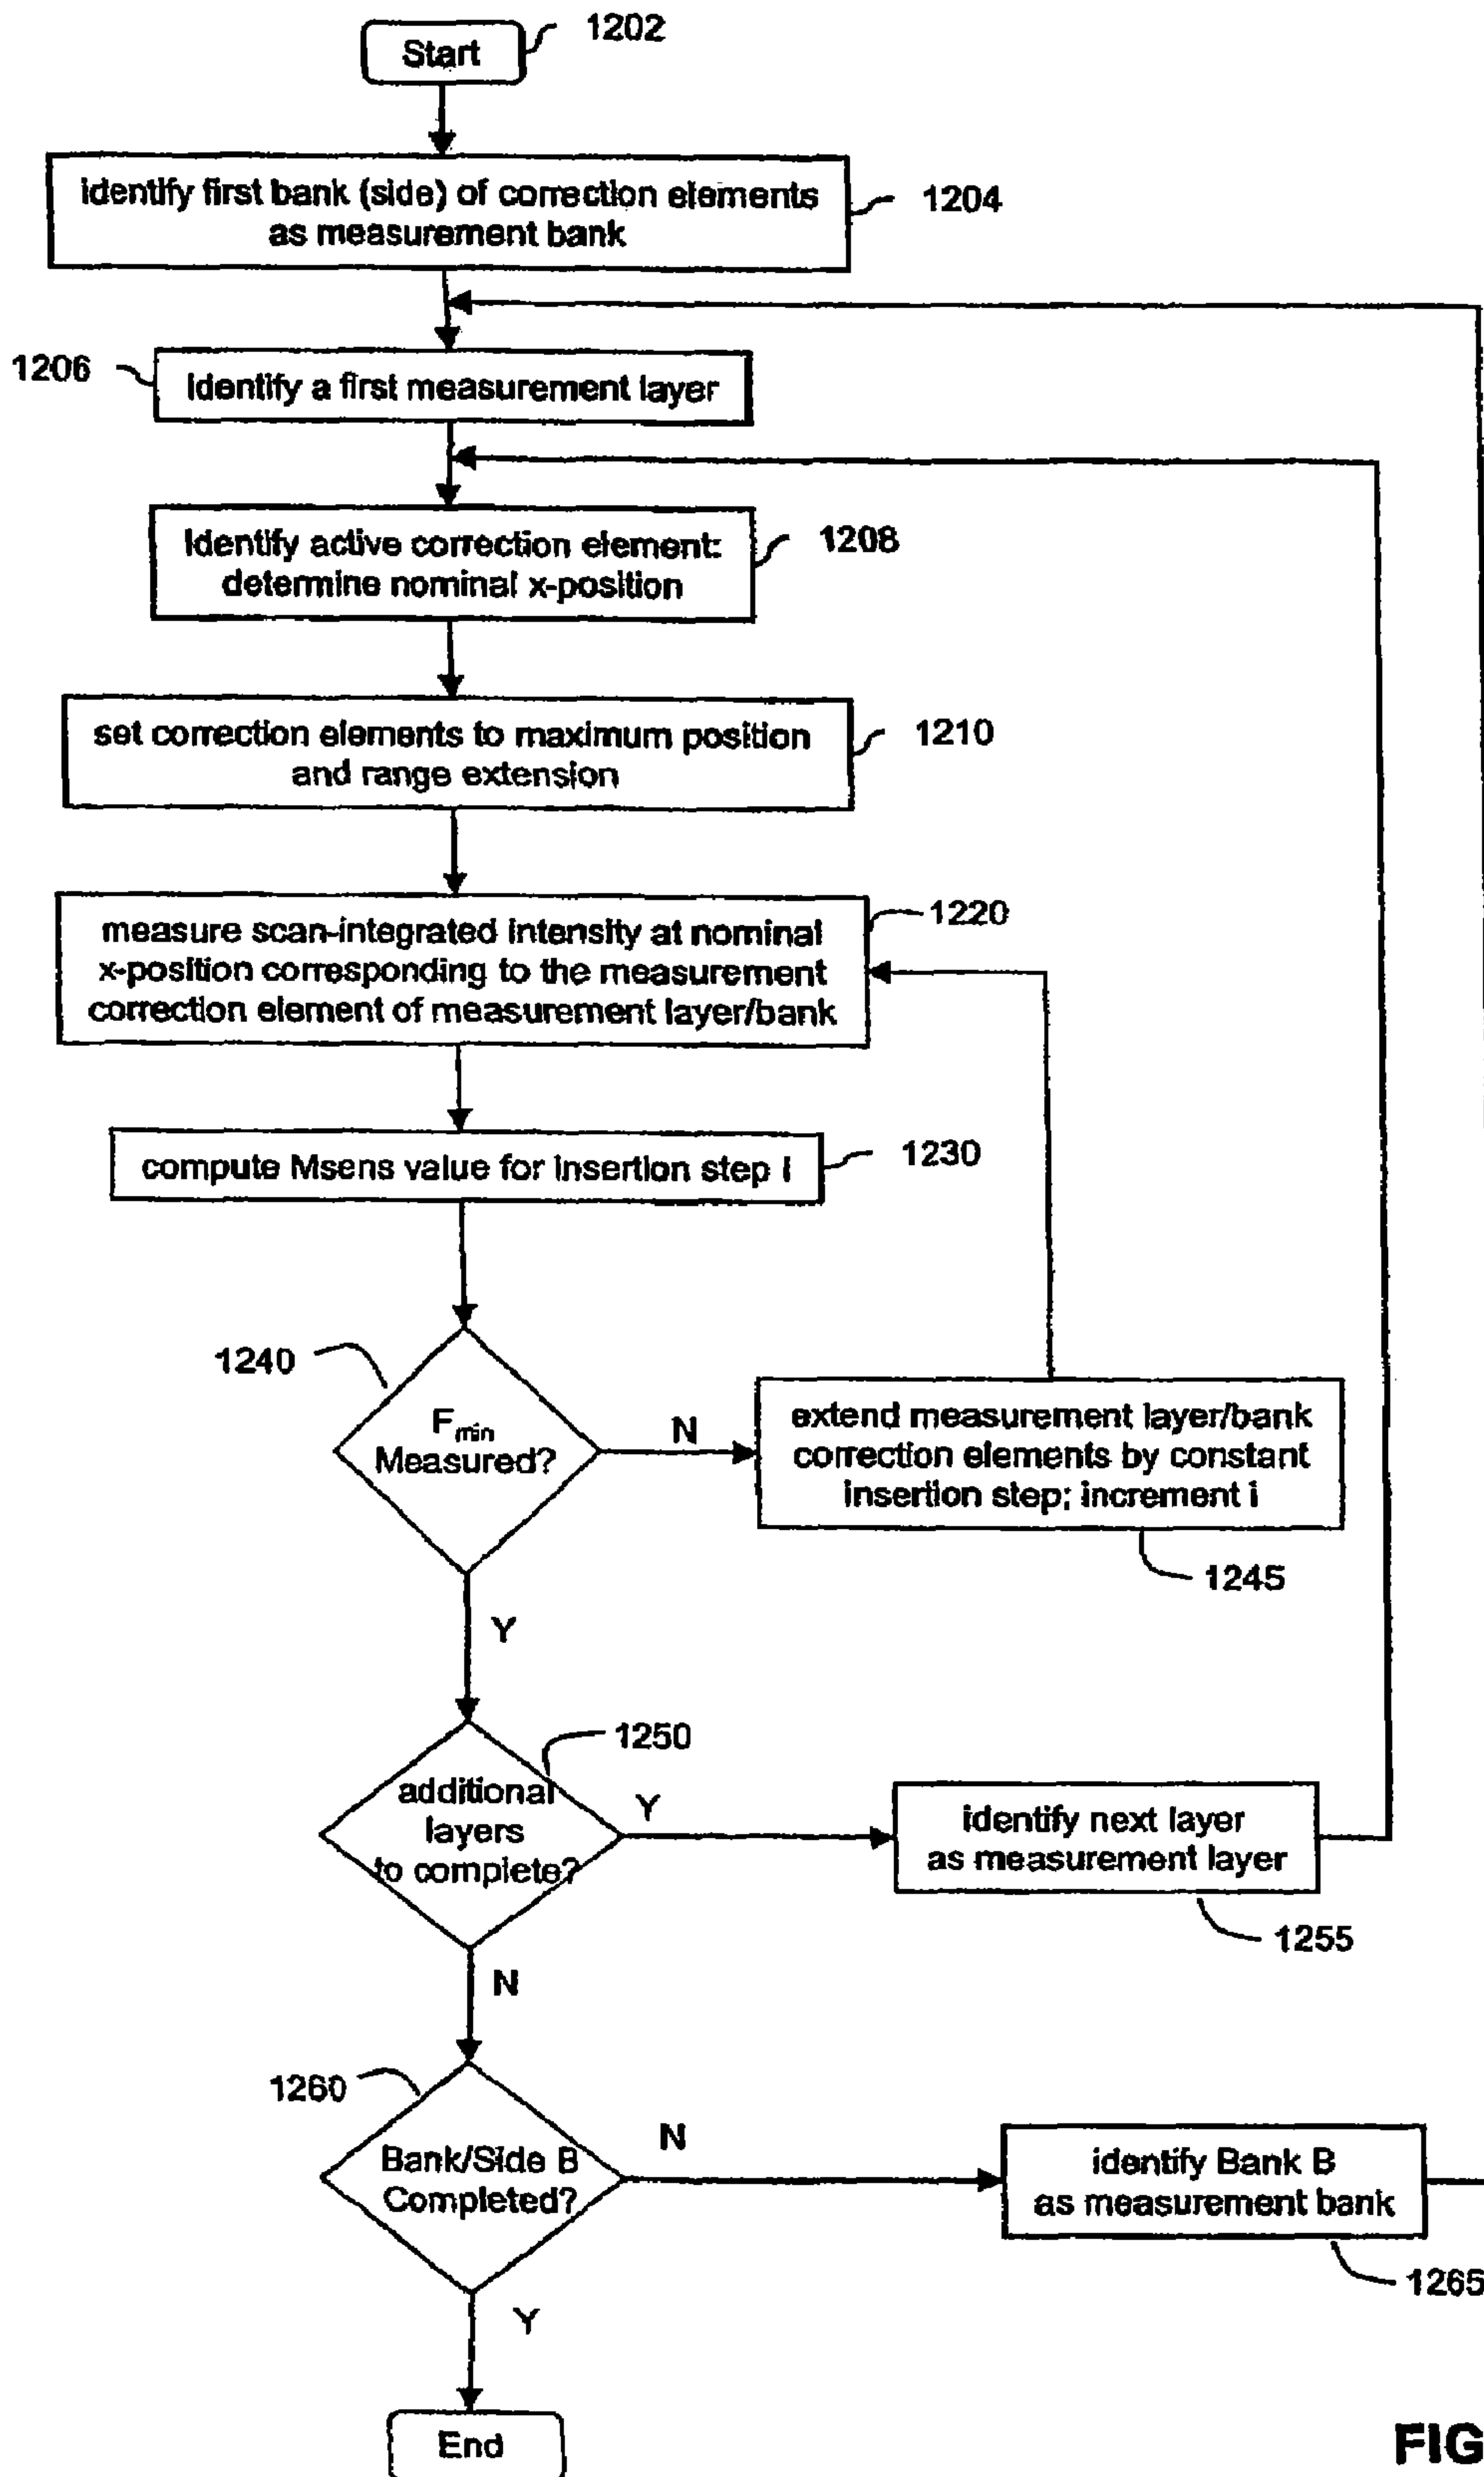 Start
1202
identify first bank (side) of correction elements
as measurement bank
1204
1206
identify a first measurement layer
Identify active correction element:
determine nominal x-position
1208
set correction elements to maximum position
and range extension
1210
measure scan-integrated intensity at nominal
x-position corresponding to the measurement
correction element of measurement layer/bank
1220
compute Msens value for insertion step i
1230
1240
Fmin
Measured?
N
extend measurement layer/bank
correction elements by constant
insertion step; increment i
1245
Y
1250
additional
layers
to complete?
Y
identify next layer
as measurement layer
1255
N
1260
Bank/Side B
Completed?
N
identify Bank B
as measurement bank
1265
Y
End
FIG